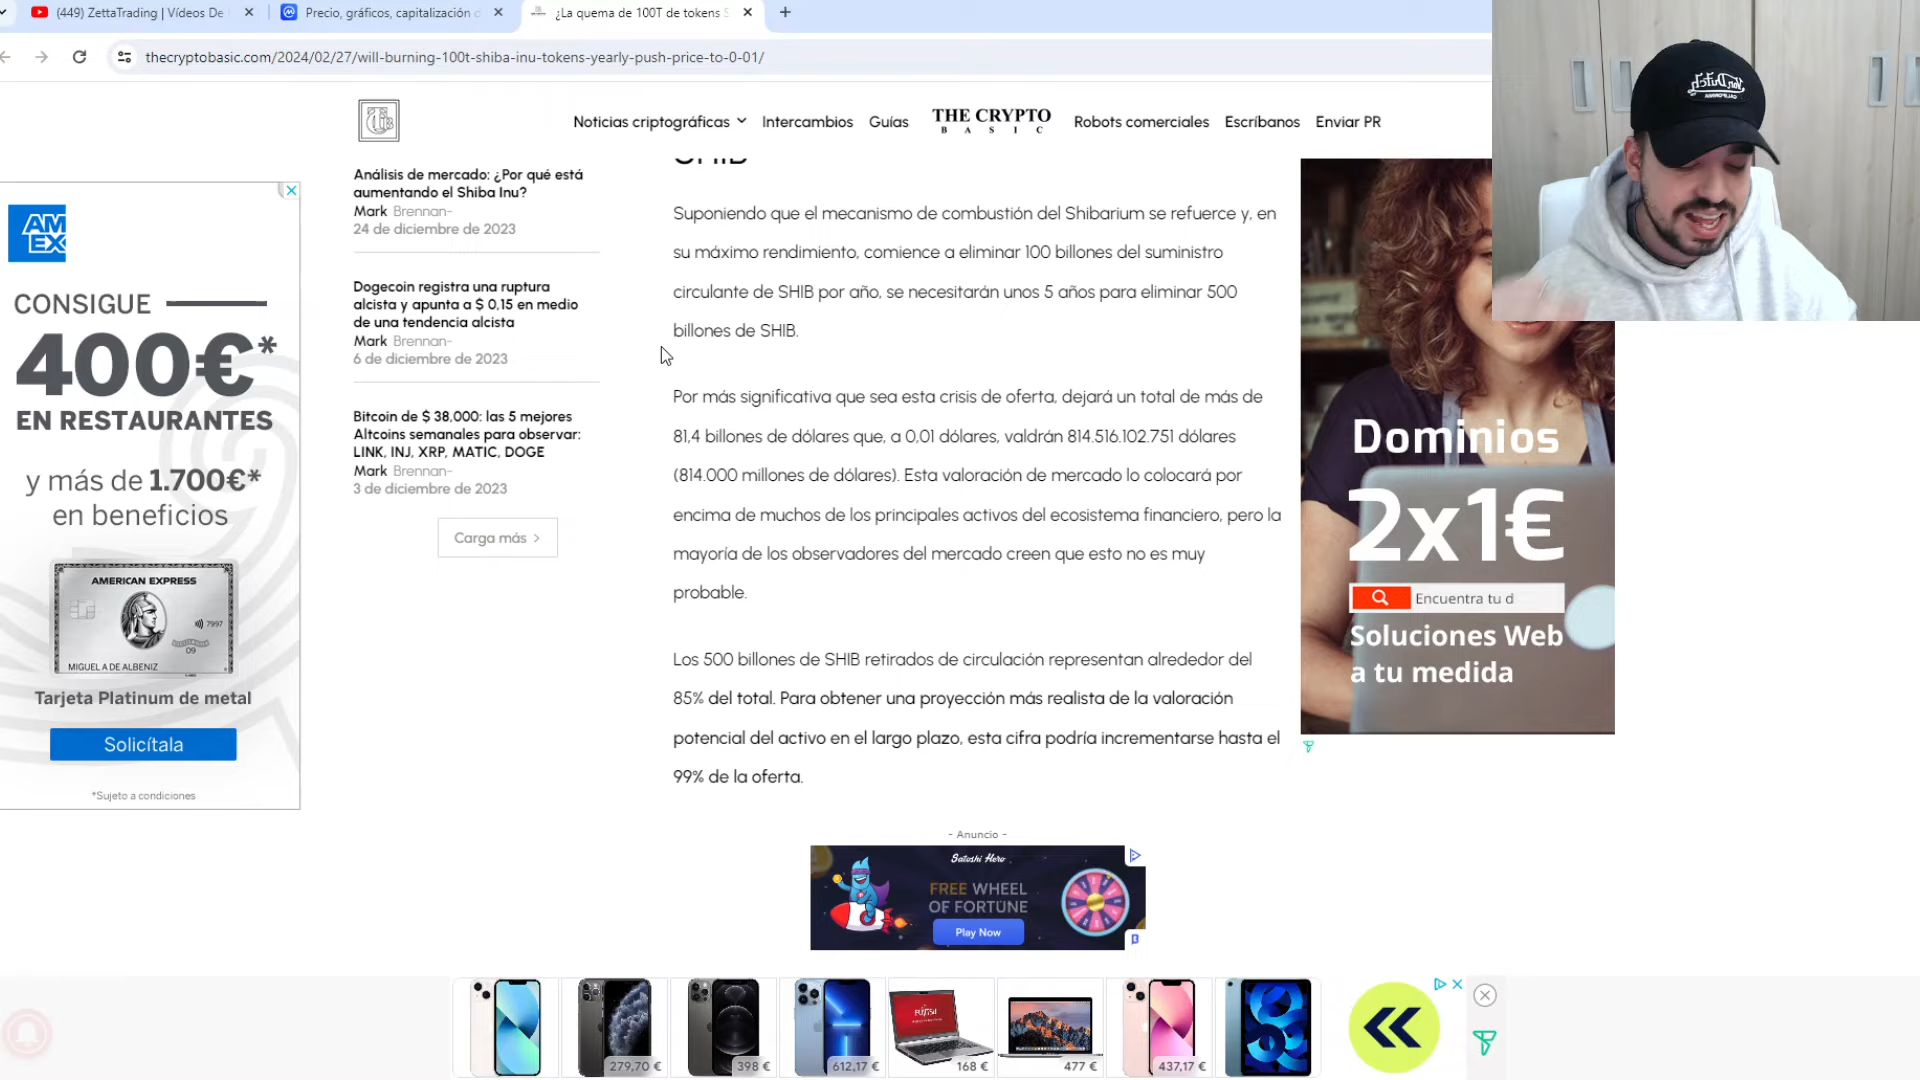 (449) ZettaTrading | Vídeos De
Precio, gráficos, capitalización
¿La quema de 100T de tokens S
thecryptobasic.com/2024/02/27/will-burning-100t-shiba-inu-tokens-yearly-push-price-to-0-01/
Noticias criptográficas
Intercambios
Guías
THE CRYPTO
BASIC
Robots comerciales
Escríbanos
Enviar PR
Análisis de mercado: ¿Por qué está
aumentando el Shiba Inu?
Mark Brennan-
24 de diciembre de 2023
Dogecoin registra una ruptura
alcista y apunta a $ 0,15 en medio
de una tendencia alcista
Mark Brennan-
6 de diciembre de 2023
Bitcoin de $ 38,000: las 5 mejores
Altcoins semanales para observar:
LINK, INJ, XRP, MATIC, DOGE
Mark Brennan-
3 de diciembre de 2023
Carga más >
SHIB
Suponiendo que el mecanismo de combustión del Shibarium se refuerce y, en
su máximo rendimiento, comience a eliminar 100 billones del suministro
circulante de SHIB por año, se necesitarán unos 5 años para eliminar 500
billones de SHIB.
Por más significativa que sea esta crisis de oferta, dejará un total de más de
81,4 billones de dólares que, a 0,01 dólares, valdrán 814.516.102.751 dólares
(814.000 millones de dólares). Esta valoración de mercado lo colocará por
encima de muchos de los principales activos del ecosistema financiero, pero la
mayoría de los observadores del mercado creen que esto no es muy
probable.
Los 500 billones de SHIB retirados de circulación representan alrededor del
85% del total. Para obtener una proyección más realista de la valoración
potencial del activo en el largo plazo, esta cifra podría incrementarse hasta el
99% de la oferta.
AM
EX
CONSIGUE
400€*
EN RESTAURANTES
y más de 1.700€*
en beneficios
AMERICAN EXPRESS
7997
09
MIGUEL A DE ALBENIZ
Tarjeta Platinum de metal
Solicítala
*Sujeto a condiciones
Dominios
2x1€
Encuentra tu d
Soluciones Web
a tu medida
- Anuncio -
Satoshi Hero
FREE WHEEL
OF FORTUNE
Play Now
FUJITSU
279,70 €
398 €
612,17 €
168 €
477 €
437,17 €
Von Dutch